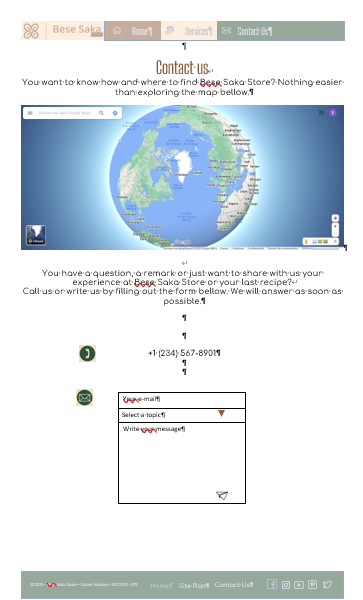 Bese Saka
Home¶ Services¶ Contact Us¶
¶
Contact us
You·want·to·know·how·and·where·to·find·Bese·Saka·Store?·Nothing·easier·
than·exploring·the·map·bellow.¶
Google
¶
You·have·a·question,·a·remark·or·just·want·to·share·with·us·your·
experience·at·Bese·Saka·Store·or·your·last·recipe?
Call·us·or·write·us·by·filling·out·the·form·bellow.·We·will·answer·as·soon·as·
possible.¶
¶
¶
+1·(234)·567-8901¶
¶
¶
Your·e-mail¶
Select·a·topic¶
Write·your·message¶
Home¶ Site·Plan¶ Contact·Us¶